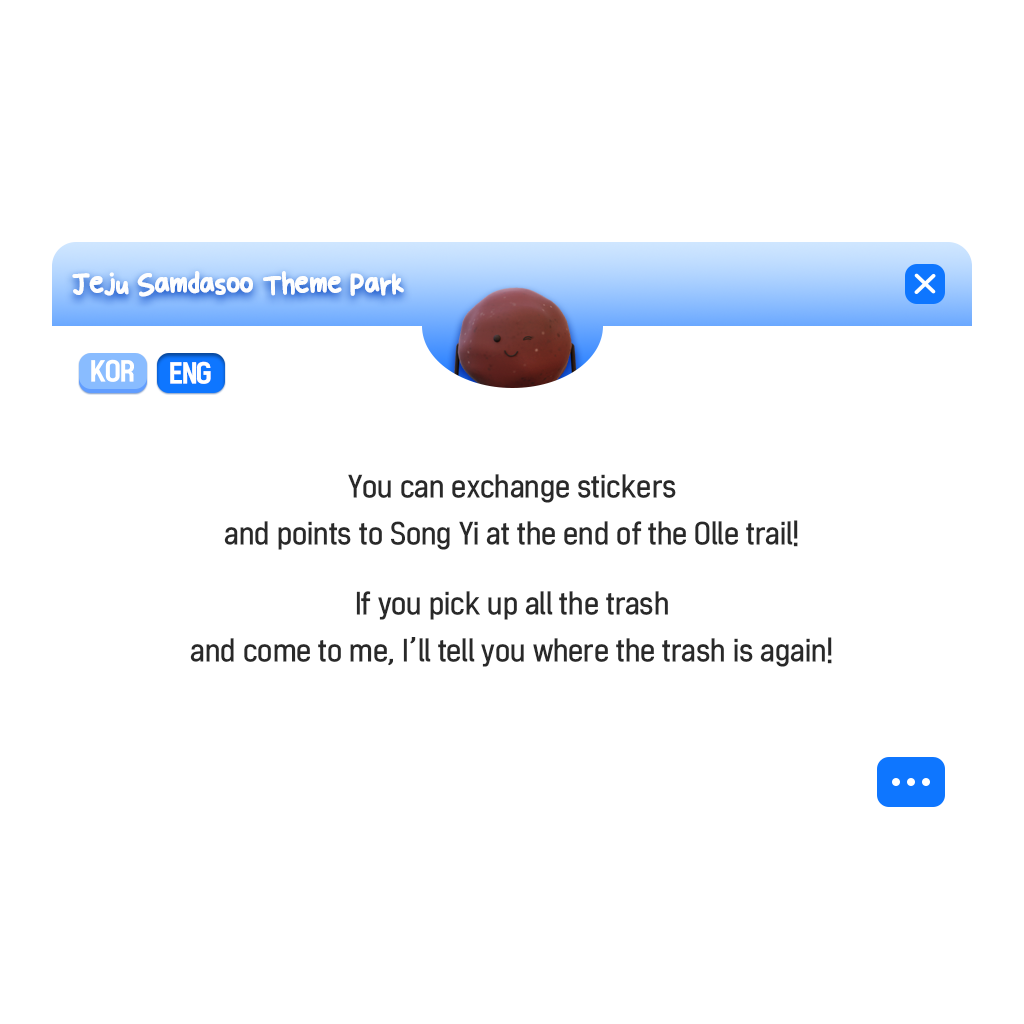 Jeju Samdasoo Theme Park
KOR ENG
You can exchange stickers
and points to Song Yi at the end of the Olle trail!
If you pick up all the trash
and come to me, I'll tell you where the trash is again!